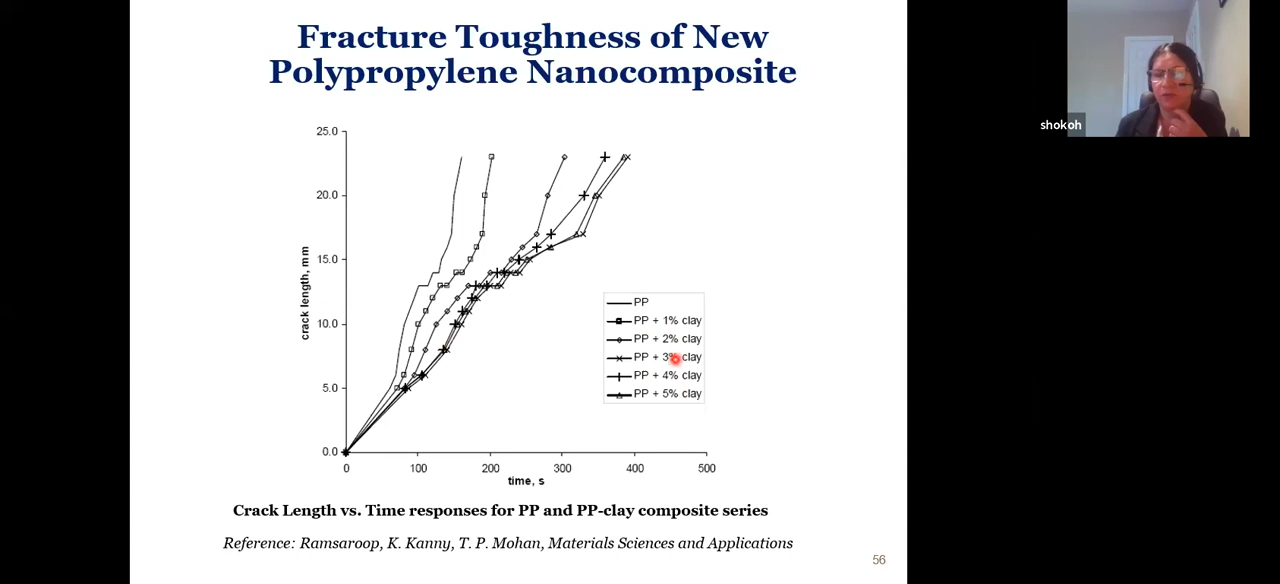 Fracture Toughness of New
Polypropylene Nanocomposite
shokoh
25.0
20.0
15.0
10.0
5.0
0.0
crack length, mm
0 100 200 300 400 500
time, s
PP
PP + 1% clay
PP + 2% clay
PP + 3% clay
PP + 4% clay
PP + 5% clay
Crack Length vs. Time responses for PP and PP-clay composite series
Reference: Ramsaroop, K. Kanny, T. P. Mohan, Materials Sciences and Applications
56